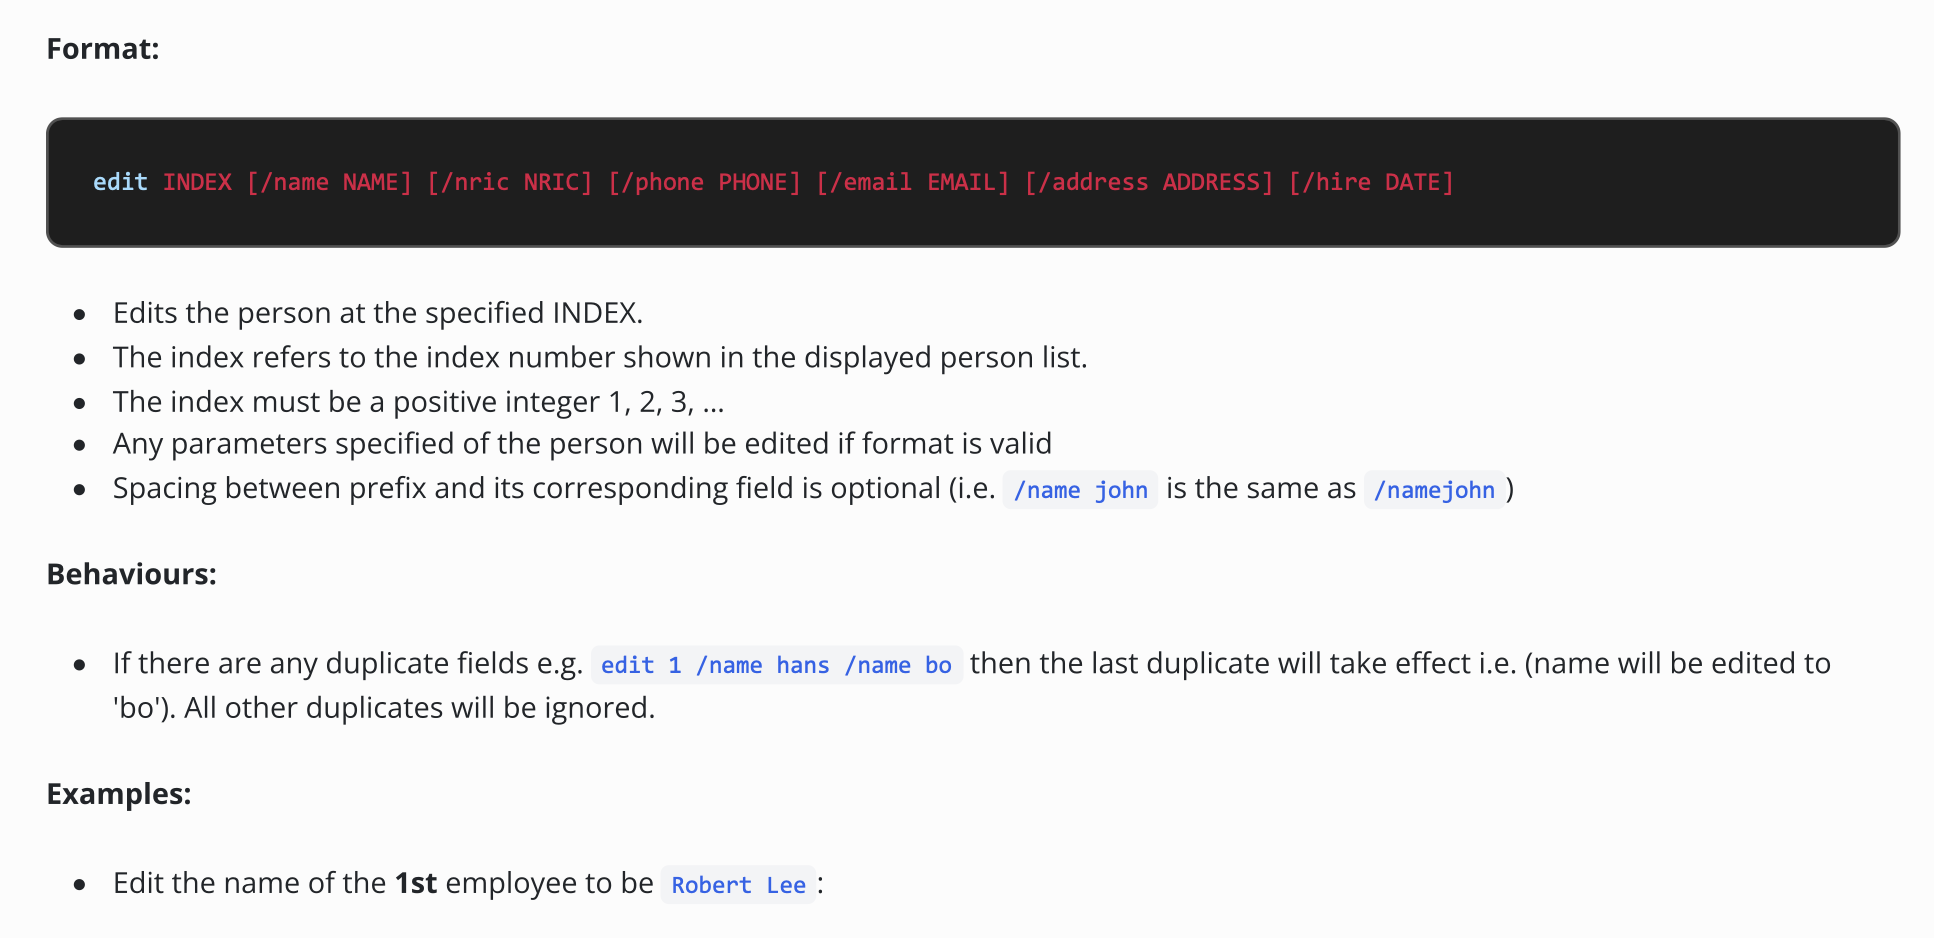 Format:
edit INDEX [/name NAME] [/nric NRIC] [/phone PHONE] [/email EMAIL] [/address ADDRESS] [/hire DATE]
• Edits the person at the specified INDEX.
• The index refers to the index number shown in the displayed person list.
• The index must be a positive integer 1, 2, 3, …
• Any parameters specified of the person will be edited if format is valid
• Spacing between prefix and its corresponding field is optional (i.e. /name john is the same as /namejohn )
Behaviours:
• If there are any duplicate fields e.g. edit 1 /name hans /name bo then the last duplicate will take effect i.e. (name will be edited to
'bo'). All other duplicates will be ignored.
Examples:
• Edit the name of the 1st employee to be Robert Lee :